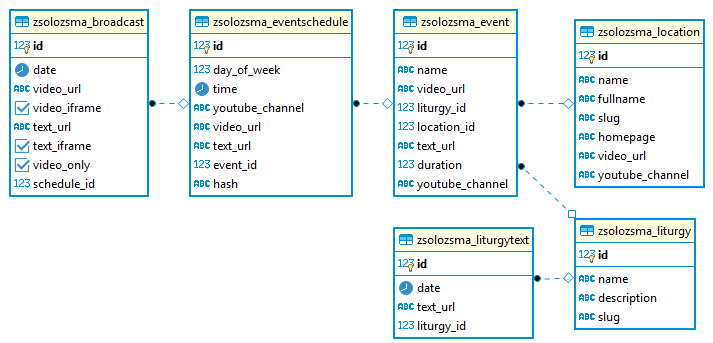 zsolozsma_broadcast
123 id
date
ABC video_url
video_iframe
ABC text_url
text_iframe
video_only
123 schedule_id
zsolozsma_eventschedule
123 id
123 day_of_week
time
ABC youtube_channel
ABC video_url
ABC text_url
123 event_id
ABC hash
zsolozsma_event
123 id
ABC name
ABC video_url
123 liturgy_id
123 location_id
ABC text_url
123 duration
ABC youtube_channel
zsolozsma_location
123 id
ABC name
ABC fullname
ABC slug
ABC homepage
ABC video_url
ABC youtube_channel
zsolozsma_liturgytext
123 id
date
ABC text_url
123 liturgy_id
zsolozsma_liturgy
123 id
ABC name
ABC description
ABC slug